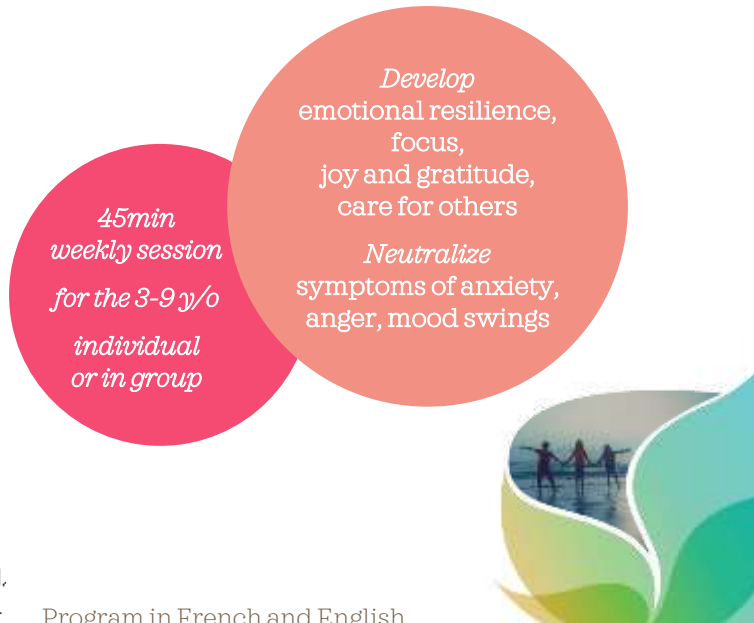 45min
weekly session
for the 3-9 y/o
individual
or in group
Develop
emotional resilience,
focus,
joy and gratitude,
care for others
Neutralize
symptoms of anxiety,
anger, mood swings
Program in French and English